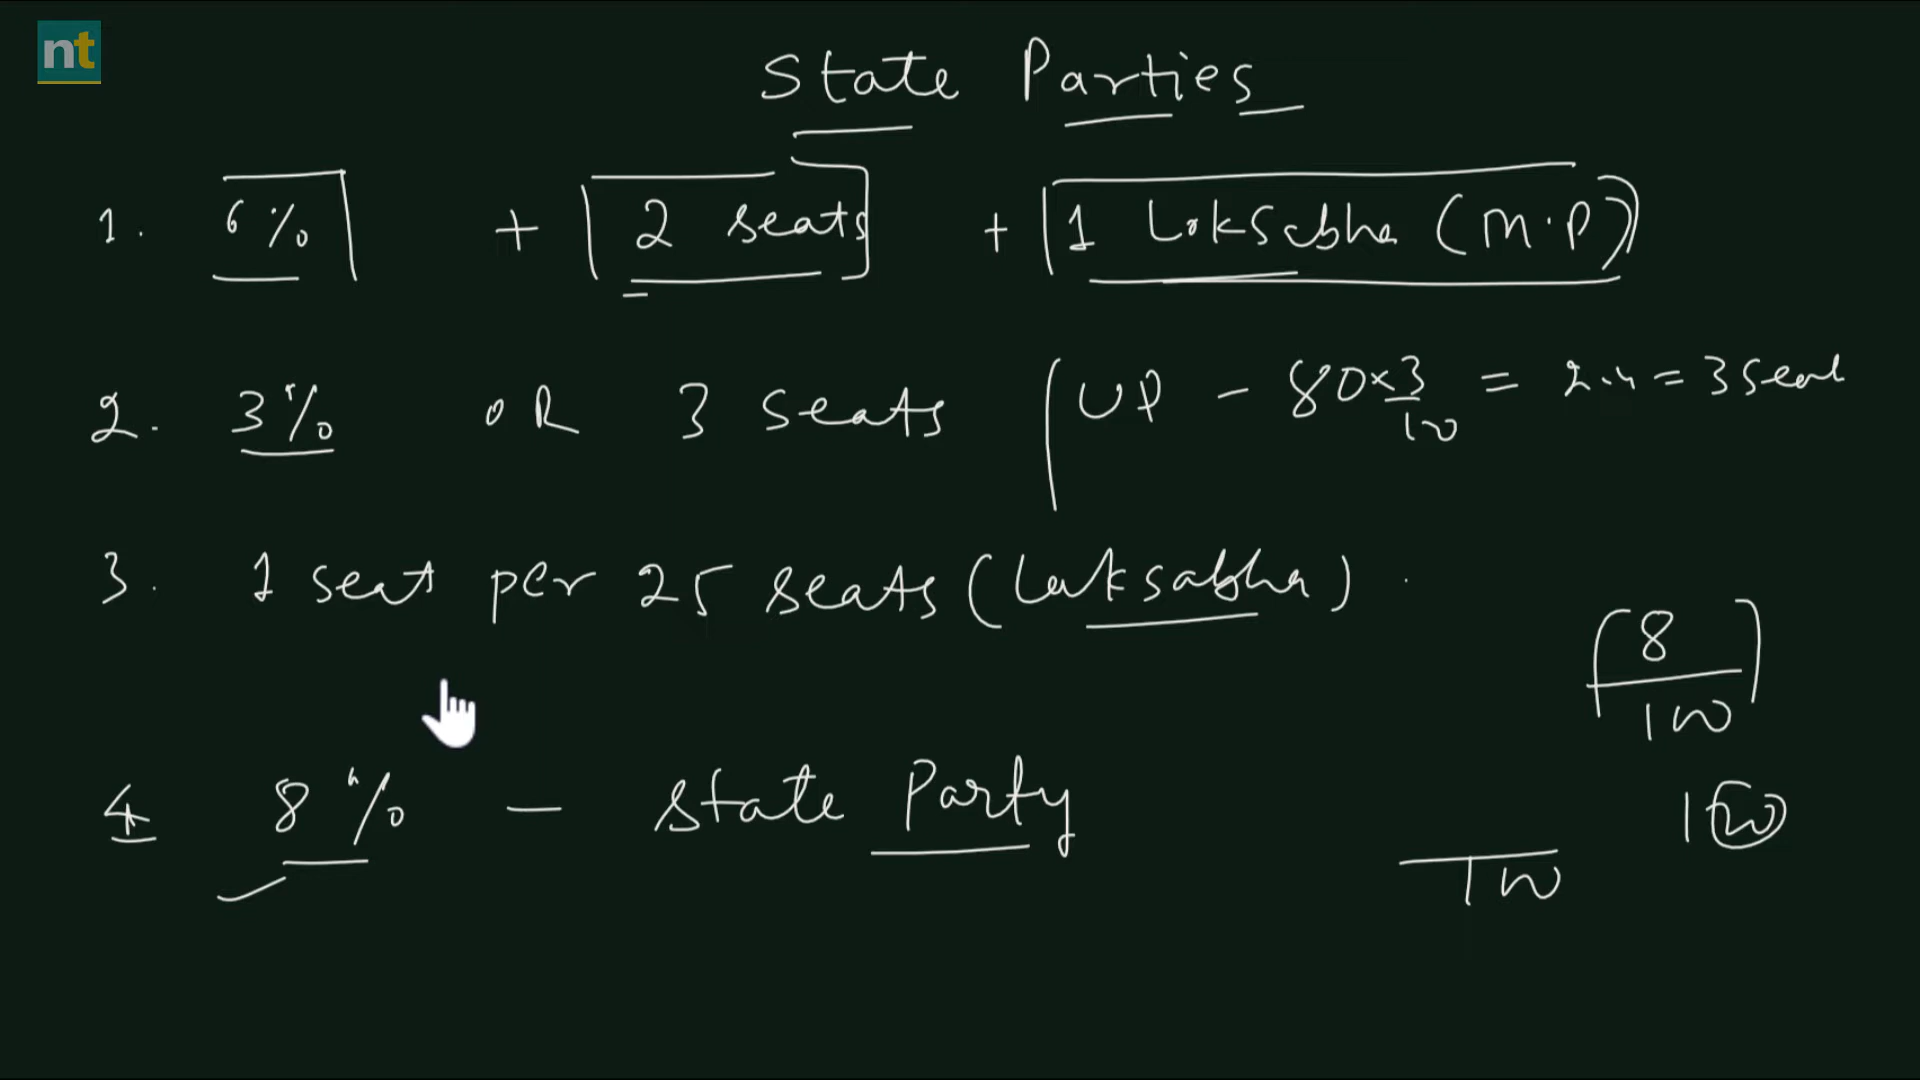 nt
State Parties
1. 6% + 2 seats + 1 Loksabha (M.P)
2. 3% OR 3 seats UP - 80×3/100 = 2.4 = 3 seat
3. 1 seat per 25 seats (Loksabha).
8/100
4 8% - state Party
100
100